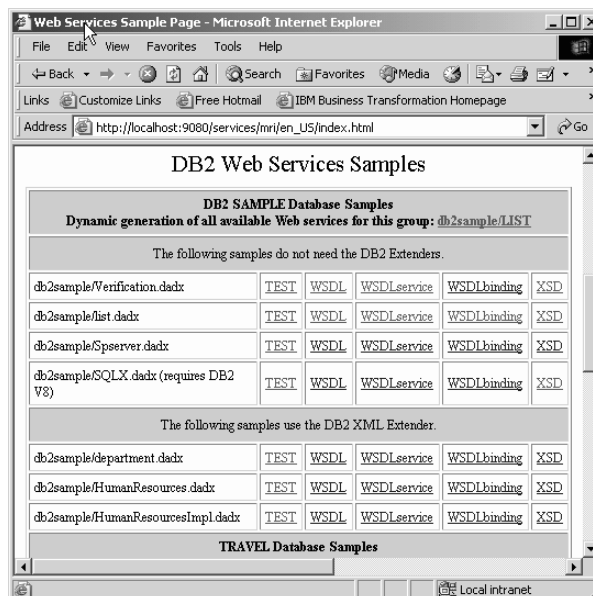 Web Services Sample Page - Microsoft Internet Explorer
File Edit View Favorites Tools Help
Back Search Favorites Media
Links Customize Links Free Hotmail IBM Business Transformation Homepage
Address http://localhost:9080/services/mri/en_US/index.html Go
DB2 Web Services Samples
DB2 SAMPLE Database Samples
Dynamic generation of all available Web services for this group: db2sample/LIST
The following samples do not need the DB2 Extenders.
db2sample/Verification.dadx TEST WSDL WSDLservice WSDLbinding XSD
db2sample/list.dadx TEST WSDL WSDLservice WSDLbinding XSD
db2sample/Spserver.dadx TEST WSDL WSDLservice WSDLbinding XSD
db2sample/SQLX.dadx (requires DB2
V8) TEST WSDL WSDLservice WSDLbinding XSD
The following samples use the DB2 XML Extender.
db2sample/department.dadx TEST WSDL WSDLservice WSDLbinding XSD
db2sample/HumanResources.dadx TEST WSDL WSDLservice WSDLbinding XSD
db2sample/HumanResourcesImpl.dadx TEST WSDL WSDLservice WSDLbinding XSD
TRAVEL Database Samples
Local intranet